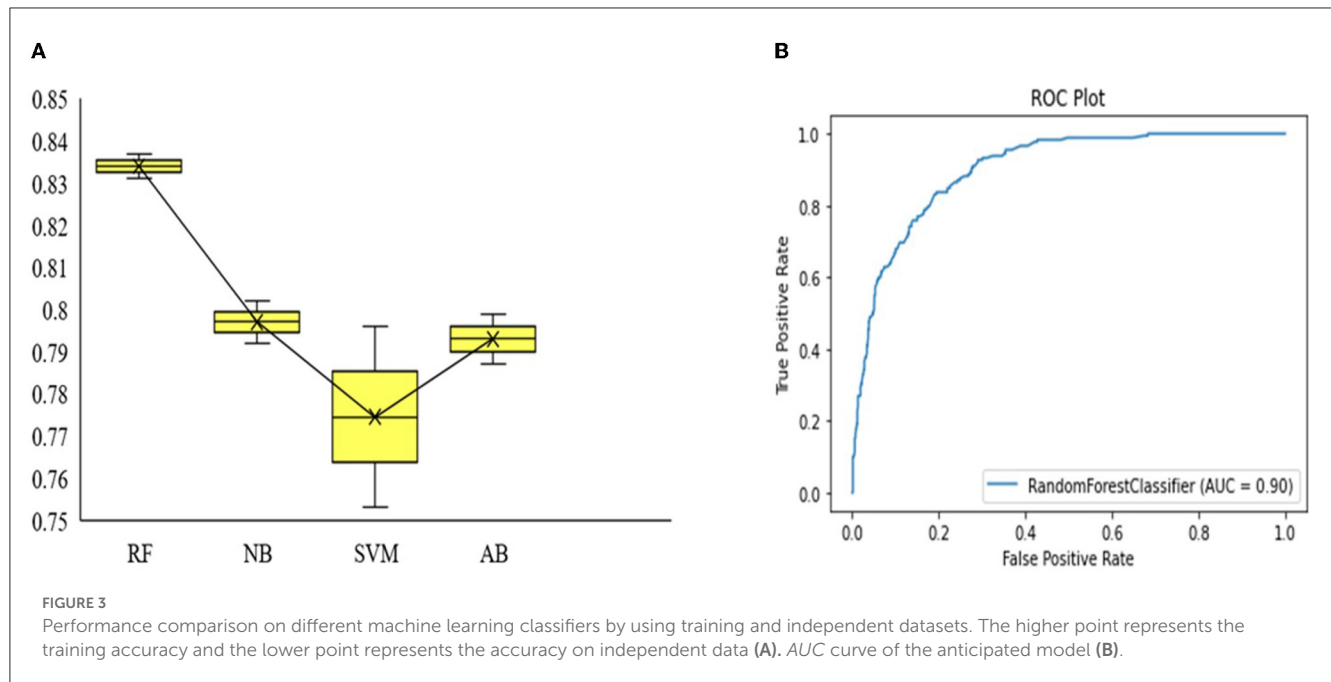 A
0.85
0.84
0.83
0.82
0.81
0.8
0.79
0.78
0.77
0.76
0.75
RF NB SVM AB
B
ROC Plot
True Positive Rate
1.0
0.8
0.6
0.4
0.2
0.0
RandomForestClassifier (AUC = 0.90)
0.0 0.2 0.4 0.6 0.8 1.0
False Positive Rate
FIGURE 3
Performance comparison on different machine learning classifiers by using training and independent datasets. The higher point represents the
training accuracy and the lower point represents the accuracy on independent data (A). AUC curve of the anticipated model (B).